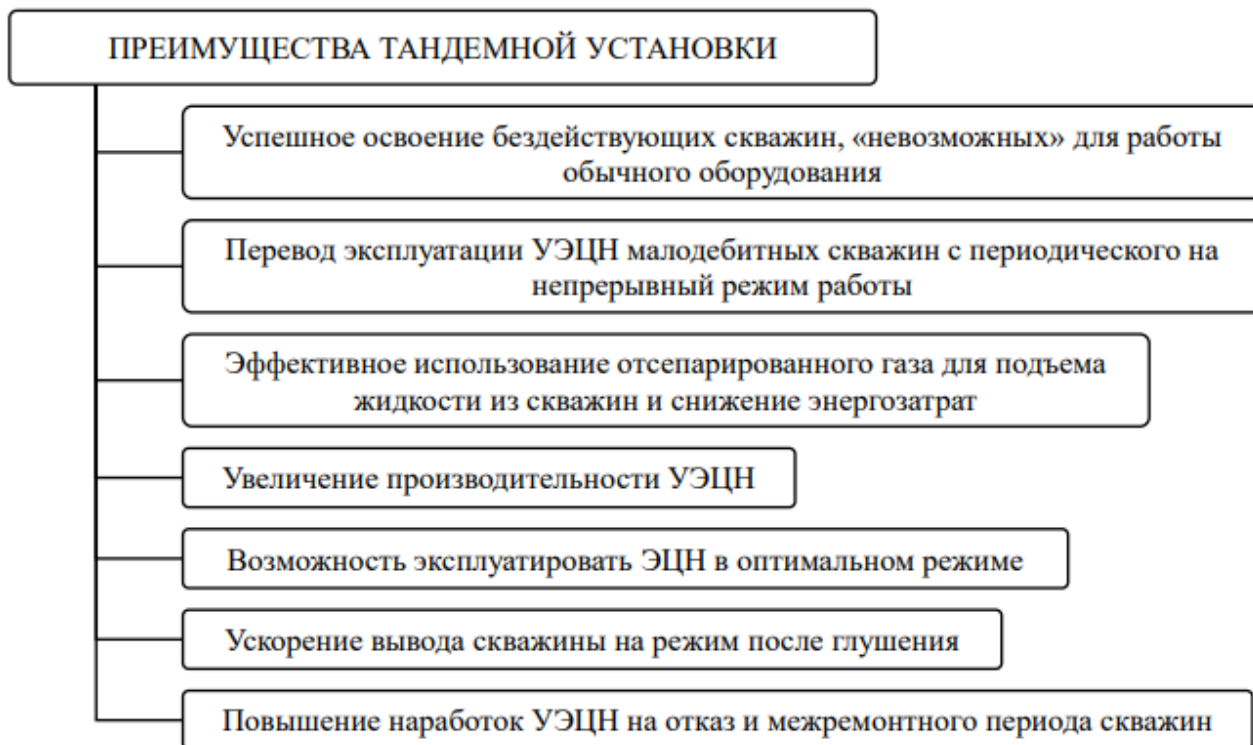 ПРЕИМУЩЕСТВА ТАНДЕМНОЙ УСТАНОВКИ
Успешное освоение бездействующих скважин, «невозможных» для работы
обычного оборудования
Перевод эксплуатации УЭЦН малодебитных скважин с периодического на
непрерывный режим работы
Эффективное использование отсепарированного газа для подъема
жидкости из скважин и снижение энергозатрат
Увеличение производительности УЭЦН
Возможность эксплуатировать ЭЦН в оптимальном режиме
Ускорение вывода скважины на режим после глушения
Повышение наработок УЭЦН на отказ и межремонтного периода скважин